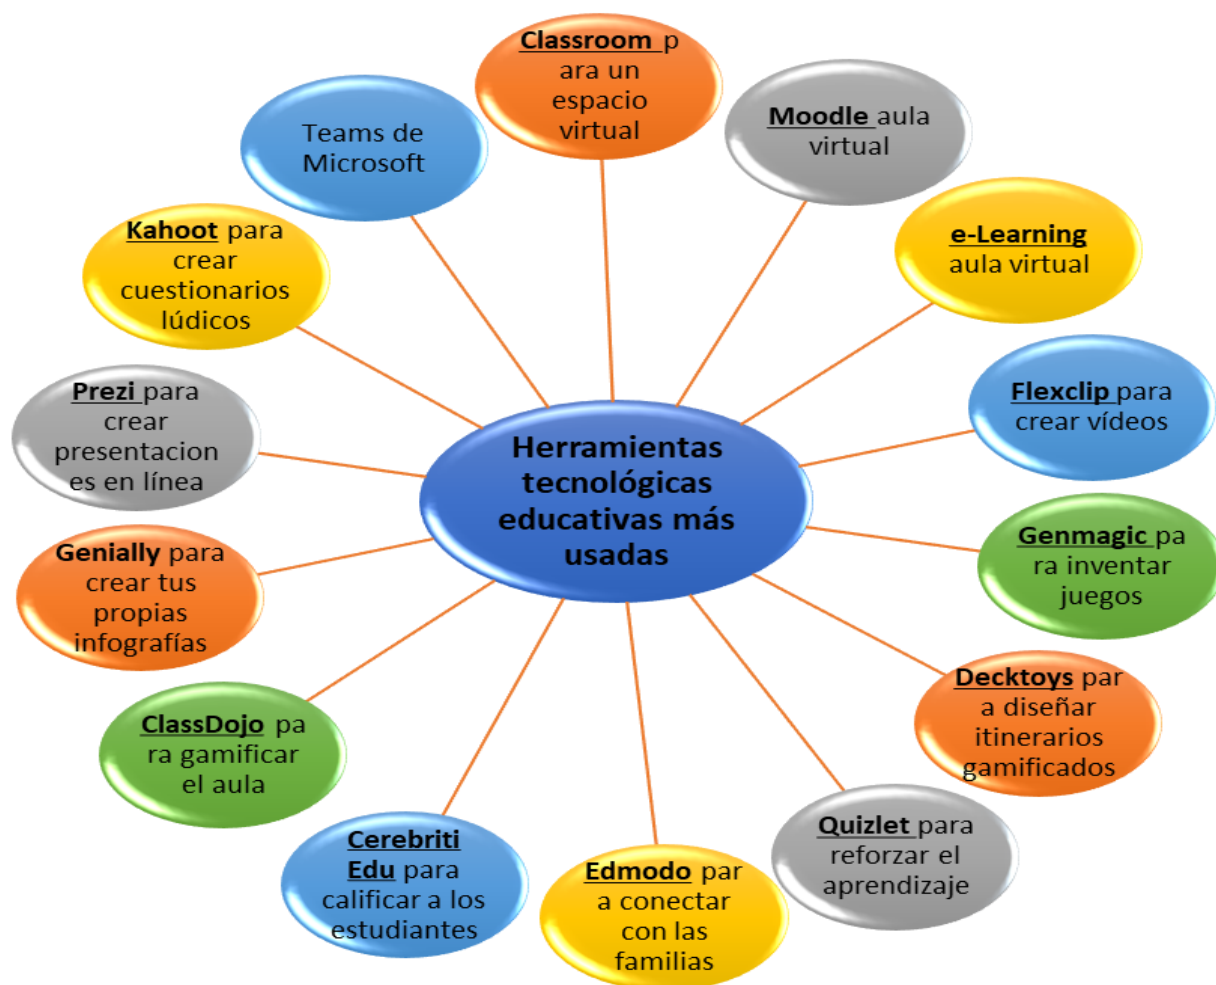 Classroom p
ara un
espacio
virtual
Moodle aula
virtual
e-Learning
aula virtual
Flexclip para
crear vídeos
Genmagic pa
ra inventar
juegos
Decktoys par
a diseñar
itinerarios
gamificados
Quizlet para
reforzar el
aprendizaje
Edmodo par
a conectar
con las
familias
Cerebriti
Edu para
calificar a los
estudiantes
ClassDojo pa
ra gamificar
el aula
Genially para
crear tus
propias
infografías
Prezi para
crear
presentacion
es en línea
Kahoot para
crear
cuestionarios
lúdicos
Teams de
Microsoft
Herramientas
tecnológicas
educativas más
usadas